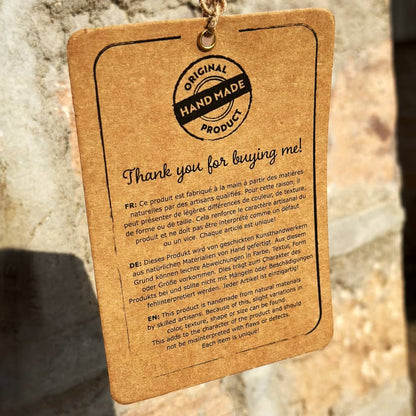 ORIGINAL
HAND MADE
PRODUCT
Thank you for buying me!
FR: Ce produit est fabriqué à la main à partir des matières
naturelles par des artisans qualifiés. Pour cette raison, il
peut présenter de légères différences de couleur, de texture,
de forme ou de taille. Cela renforce le caractère artisanal du
produit et ne doit pas être interprété comme un défaut
ou un vice. Chaque article est unique!
DE: Dieses Produkt wird von geschickten Kunsthandwerkern
aus natürlichen Materialien von Hand gefertigt. Aus diesem
Grund können leichte Abweichungen in Farbe, Textur, Form
oder Größe vorkommen. Dies trägt zum Charakter des
Produkts bei und sollte nicht mit Mängeln oder Beschädigungen
fehlinterpretiert werden. Jeder Artikel ist einzigartig!
EN: This product is handmade from natural materials
by skilled artisans. Because of this, slight variations in
color, texture, shape or size can be found.
This adds to the character of the product and should
not be misinterpreted with flaws or defects.
Each item is unique!